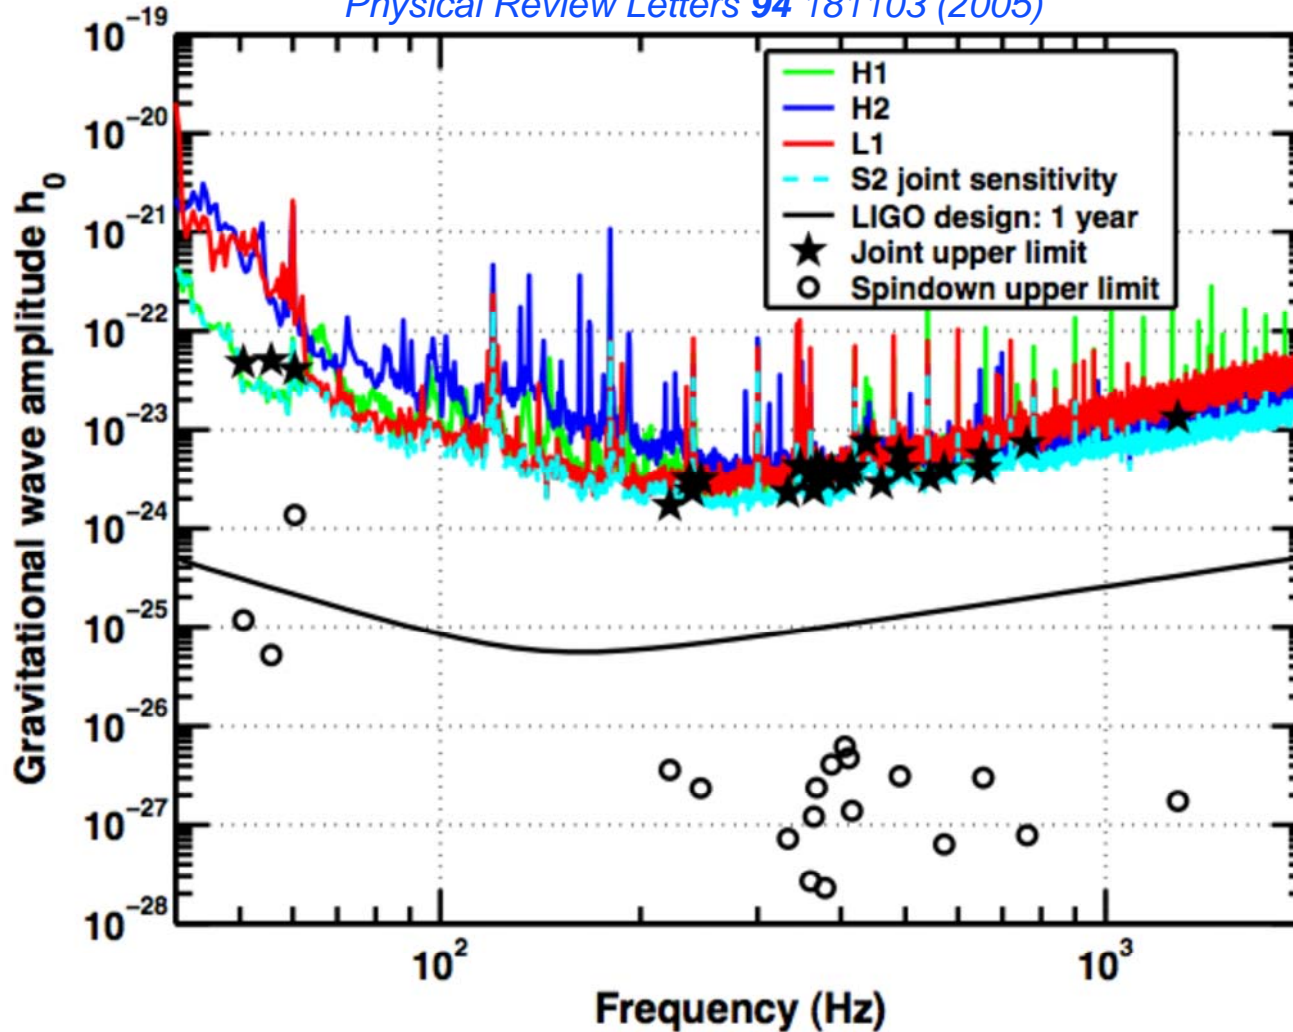 Physical Review Letters 94 181103 (2005)
10^-19
10^-20
10^-21
10^-22
10^-23
10^-24
10^-25
10^-26
10^-27
10^-28
Gravitational wave amplitude h_0
H1
H2
L1
S2 joint sensitivity
LIGO design: 1 year
Joint upper limit
Spindown upper limit
10^2
10^3
Frequency (Hz)